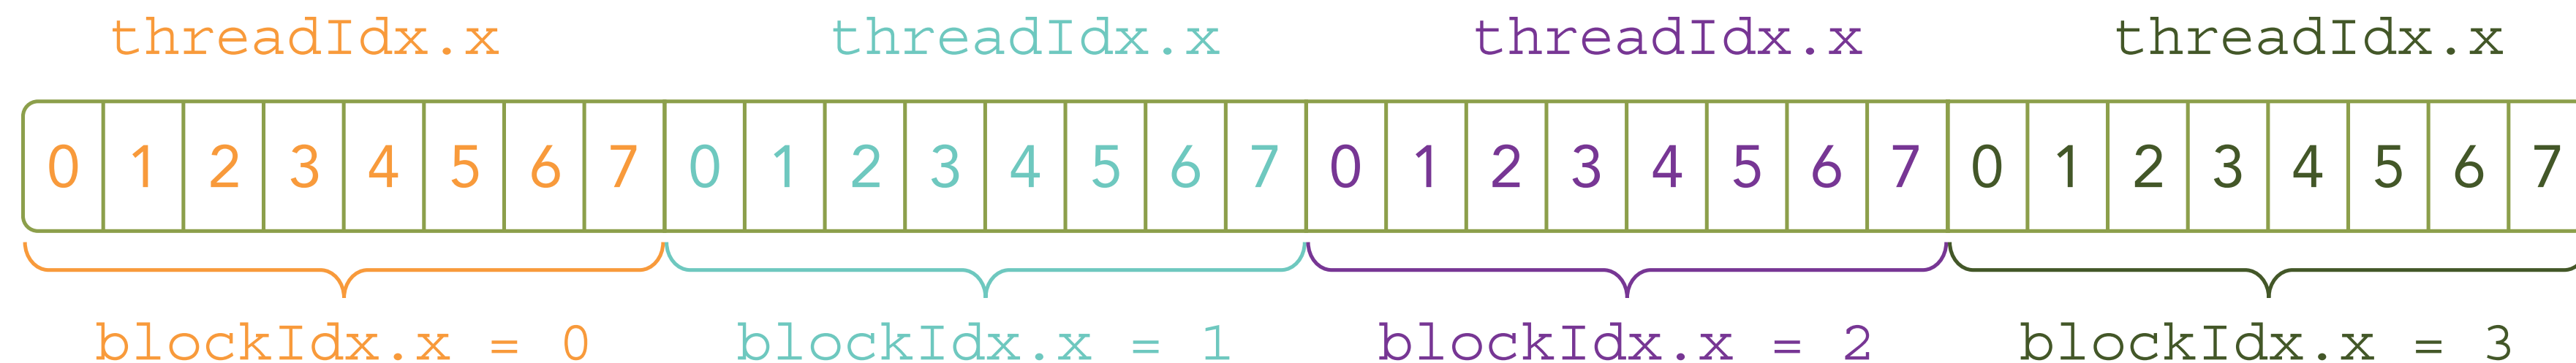 threadIdx.x threadIdx.x threadIdx.x threadIdx.x
0 1 2 3 4 5 6 7 0 1 2 3 4 5 6 7 0 1 2 3 4 5 6 7 0 1 2 3 4 5 6 7
blockIdx.x = 0 blockIdx.x = 1 blockIdx.x = 2 blockIdx.x = 3